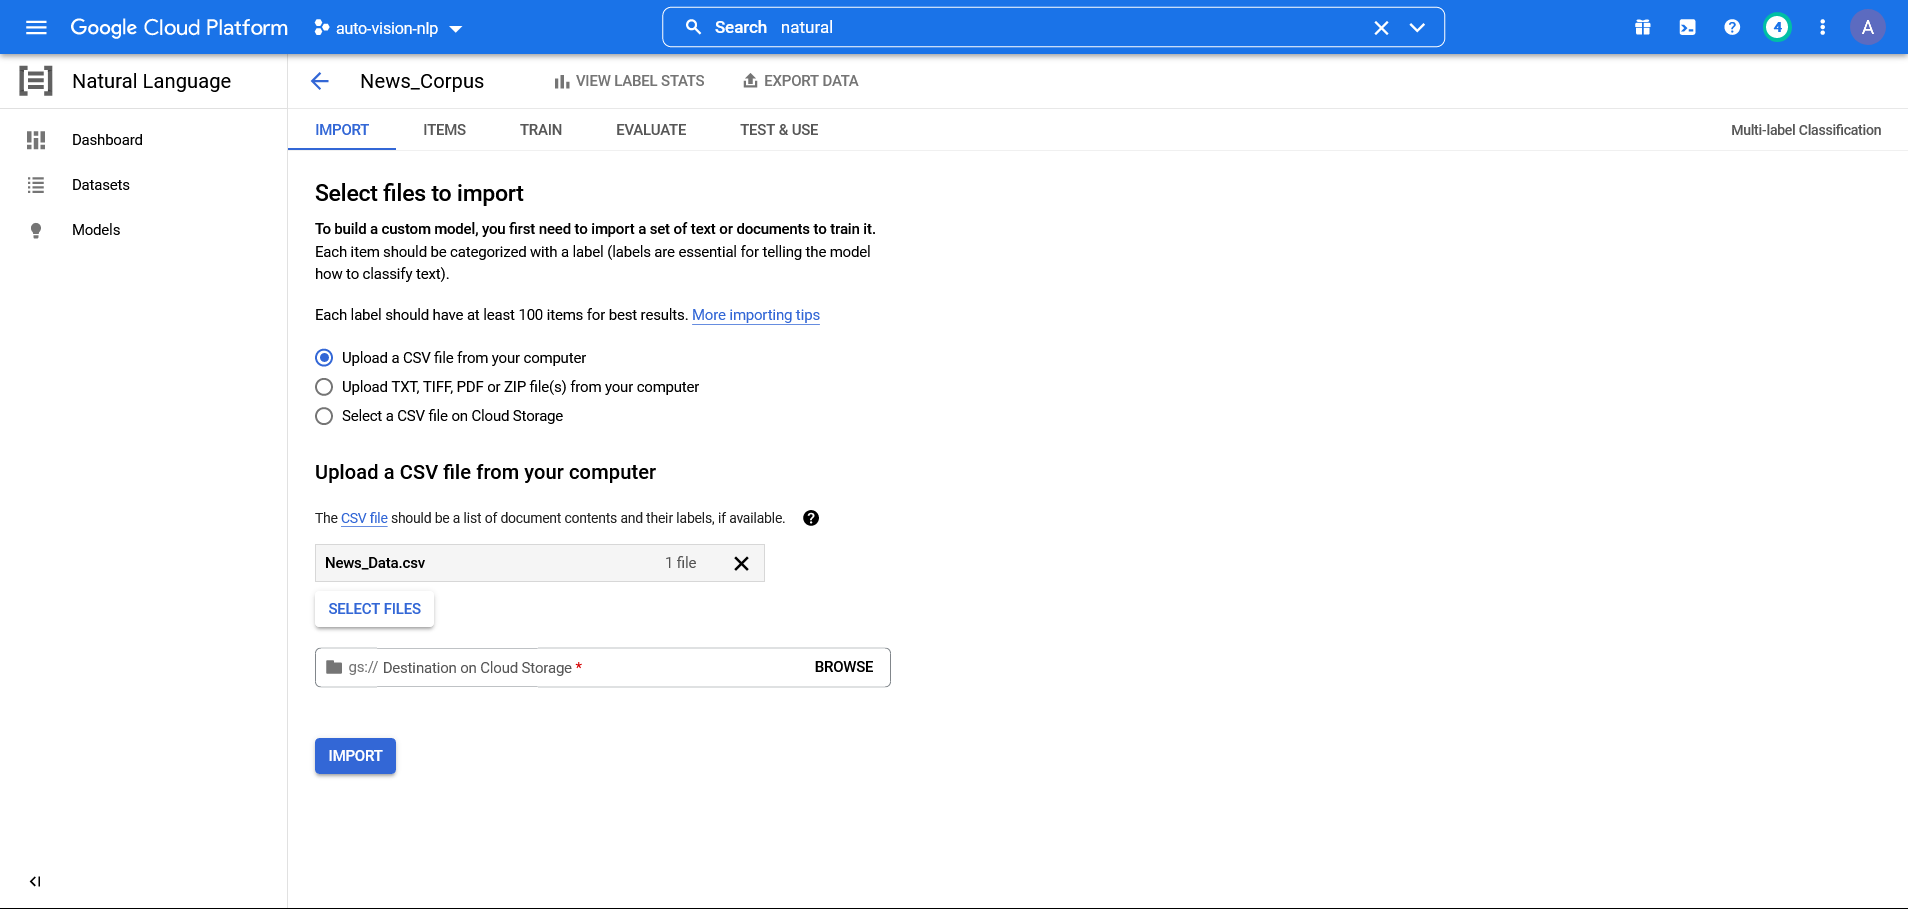 Google Cloud Platform
auto-vision-nlp
Search natural
4
A
Natural Language
News_Corpus
VIEW LABEL STATS
EXPORT DATA
Dashboard
Datasets
Models
IMPORT
ITEMS
TRAIN
EVALUATE
TEST & USE
Multi-label Classification
Select files to import
To build a custom model, you first need to import a set of text or documents to train it.
Each item should be categorized with a label (labels are essential for telling the model
how to classify text).
Each label should have at least 100 items for best results. More importing tips
Upload a CSV file from your computer
Upload TXT, TIFF, PDF or ZIP file(s) from your computer
Select a CSV file on Cloud Storage
Upload a CSV file from your computer
The CSV file should be a list of document contents and their labels, if available.
News_Data.csv 1 file
SELECT FILES
gs:// Destination on Cloud Storage * BROWSE
IMPORT